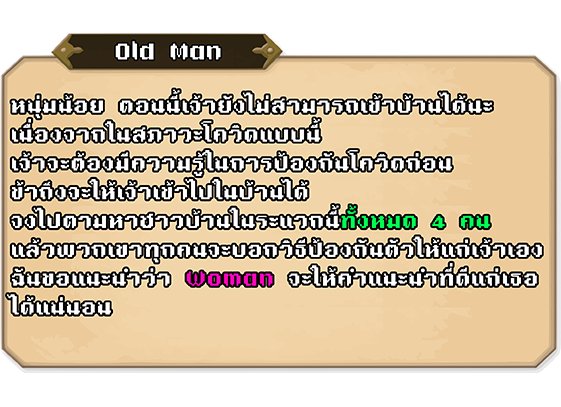 Old Man
หนุ่มน้อย ตอนนี้เจ้ายังไม่สามารถเข้าบ้านได้นะ
เนื่องจากในสภาวะโควิดแบบนี้
เจ้าจะต้องมีความรู้ในการป้องกันโควิดก่อน
ข้าถึงจะให้เจ้าเข้าไปในบ้านได้
จงไปตามหาชาวบ้านในระแวกนี้ทั้งหมด 4 คน
แล้วพวกเขาทุกคนจะบอกวิธีป้องกันตัวให้แก่เจ้าเอง
ฉันขอแนะนำว่า Woman จะให้คำแนะนำที่ดีแก่เธอ
ได้แน่นอน